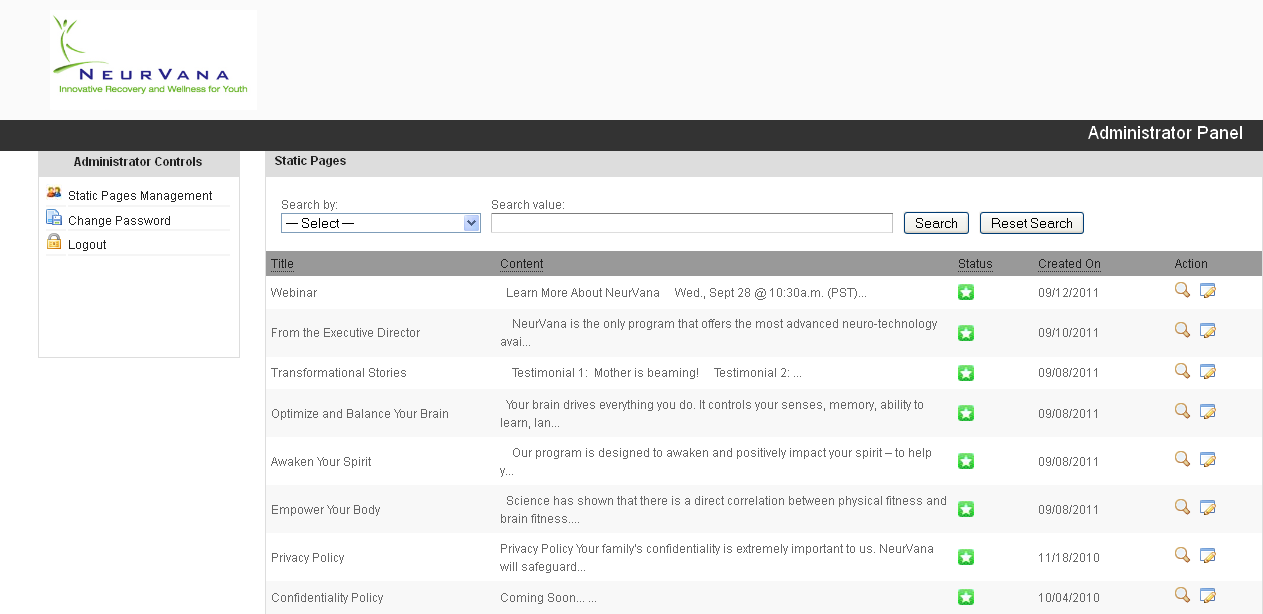 NEURVANA
Innovative Recovery and Wellness for Youth
Administrator Panel
Administrator Controls
Static Pages Management
Change Password
Logout
Static Pages
Search by: Search value:
— Select — Search Reset Search
Title Content Status Created On Action
Webinar Learn More About NeurVana Wed., Sept 28 @ 10:30a.m. (PST)... 09/12/2011
From the Executive Director NeurVana is the only program that offers the most advanced neuro-technology 09/10/2011
avai...
Transformational Stories Testimonial 1: Mother is beaming! Testimonial 2: ... 09/08/2011
Optimize and Balance Your Brain Your brain drives everything you do. It controls your senses, memory, ability to 09/08/2011
learn, lan...
Awaken Your Spirit Our program is designed to awaken and positively impact your spirit – to help 09/08/2011
y...
Empower Your Body Science has shown that there is a direct correlation between physical fitness and 09/08/2011
brain fitness....
Privacy Policy Privacy Policy Your family's confidentiality is extremely important to us. NeurVana 11/18/2010
will safeguard...
Confidentiality Policy Coming Soon... ... 10/04/2010